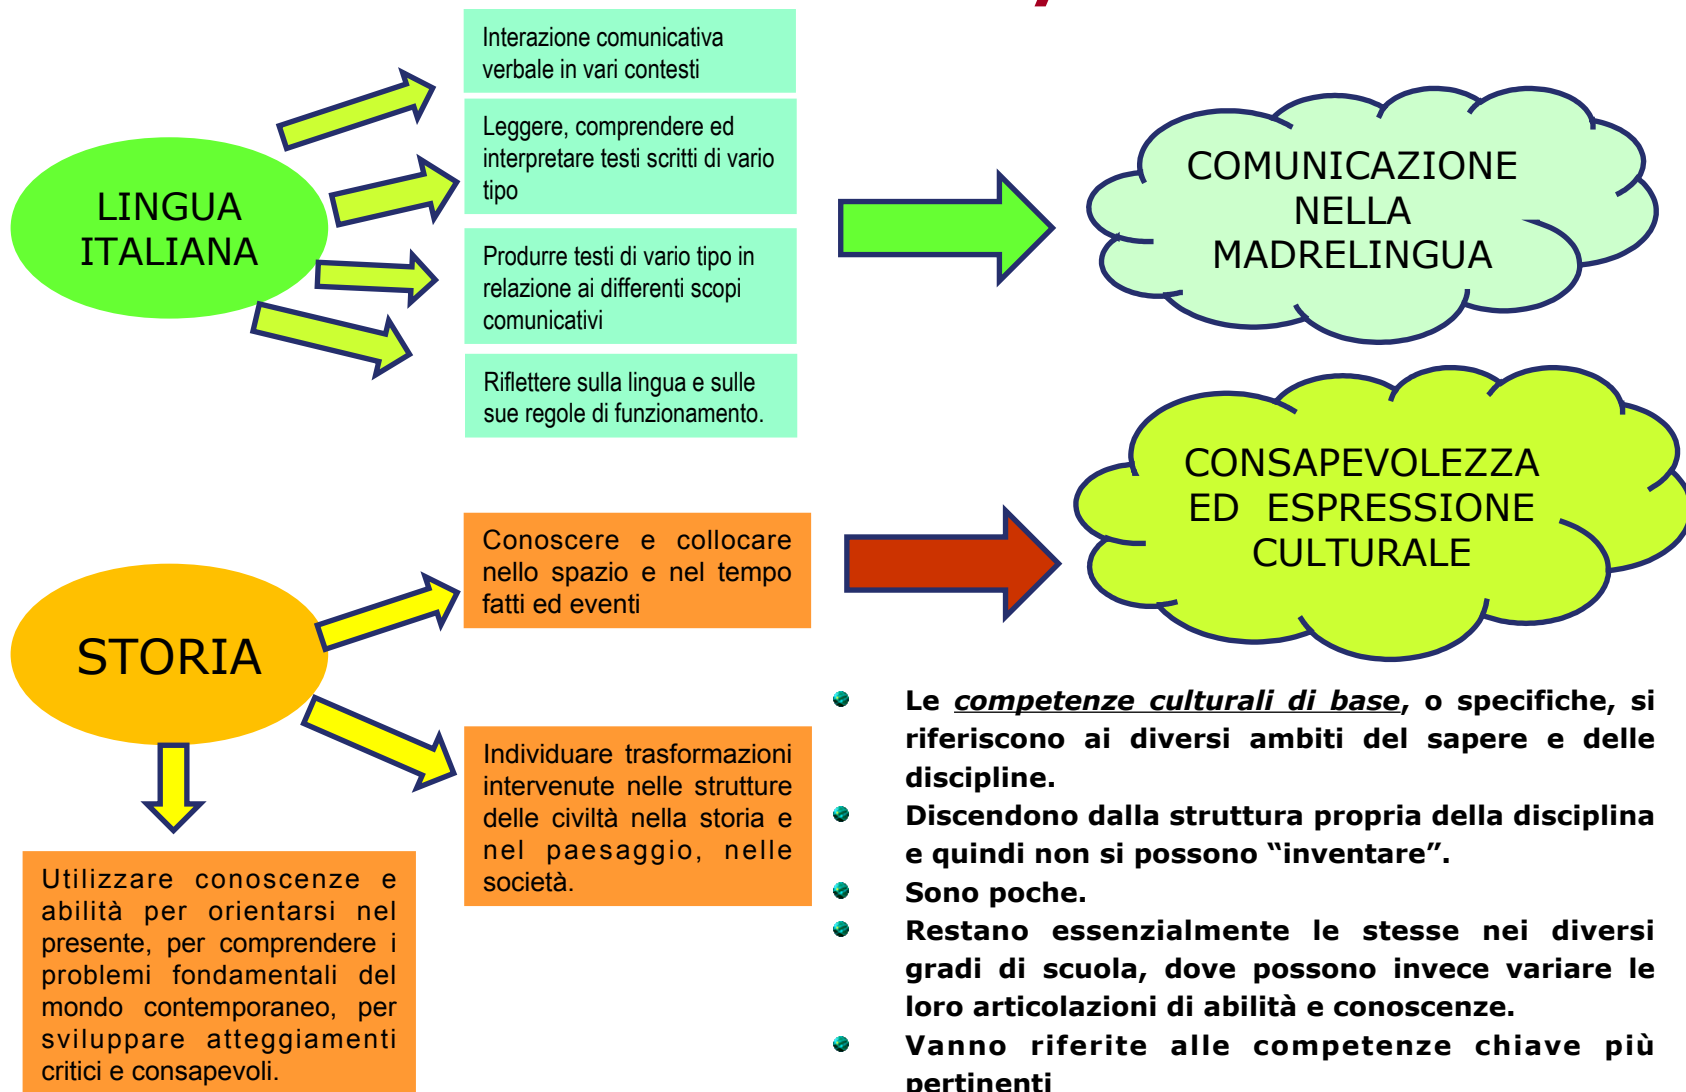 LINGUA
ITALIANA
Interazione comunicativa
verbale in vari contesti
Leggere, comprendere ed
interpretare testi scritti di vario
tipo
Produrre testi di vario tipo in
relazione ai differenti scopi
comunicativi
Riflettere sulla lingua e sulle
sue regole di funzionamento.
COMUNICAZIONE
NELLA
MADRELINGUA
CONSAPEVOLEZZA
ED ESPRESSIONE
CULTURALE
STORIA
Conoscere e collocare
nello spazio e nel tempo
fatti ed eventi
Individuare trasformazioni
intervenute nelle strutture
delle civiltà nella storia e
nel paesaggio, nelle
società.
Utilizzare conoscenze e
abilità per orientarsi nel
presente, per comprendere i
problemi fondamentali del
mondo contemporaneo, per
sviluppare atteggiamenti
critici e consapevoli.
Le competenze culturali di base, o specifiche, si
riferiscono ai diversi ambiti del sapere e delle
discipline.
Discendono dalla struttura propria della disciplina
e quindi non si possono “inventare”.
Sono poche.
Restano essenzialmente le stesse nei diversi
gradi di scuola, dove possono invece variare le
loro articolazioni di abilità e conoscenze.
Vanno riferite alle competenze chiave più
pertinenti